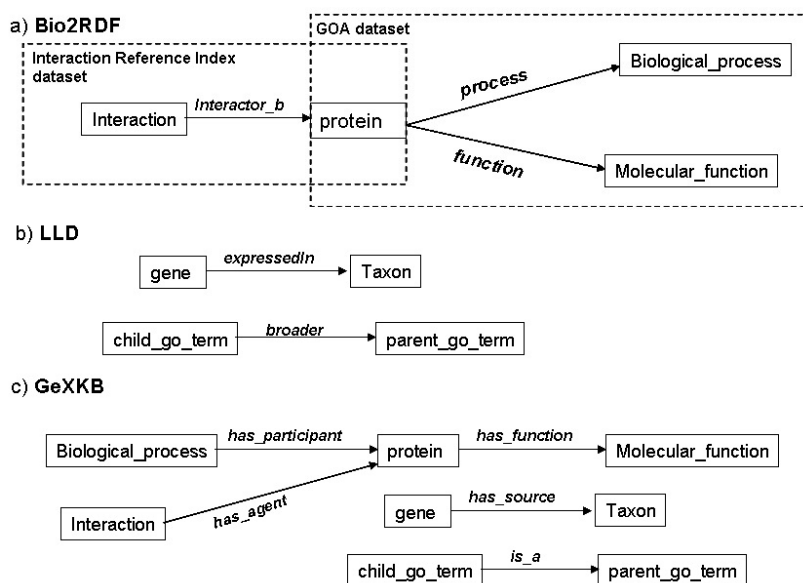 a) Bio2RDF
GOA dataset
Interaction Reference Index
dataset
Interaction
Interactor_b
protein
process
function
Biological_process
Molecular_function
b) LLD
gene
expressedIn
Taxon
child_go_term
broader
parent_go_term
c) GeXKB
Biological_process
has_participant
protein
has_function
Molecular_function
Interaction
has_agent
gene
has_source
Taxon
child_go_term
is_a
parent_go_term